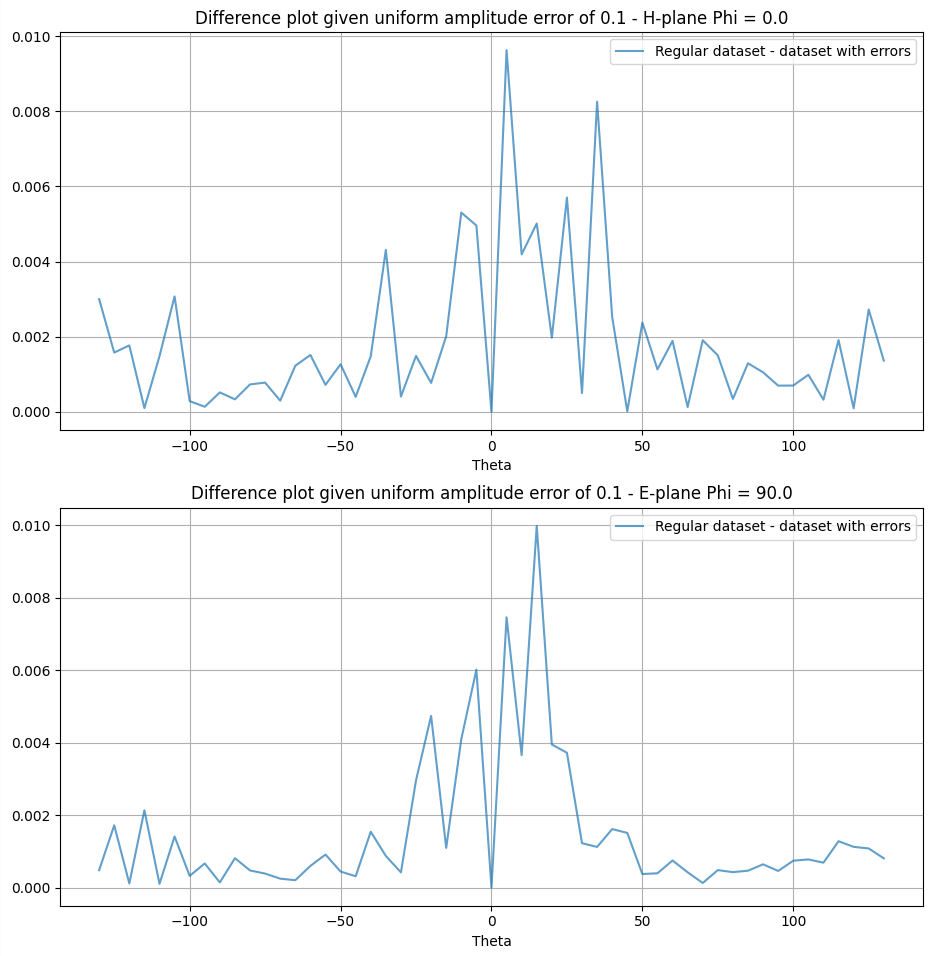 Difference plot given uniform amplitude error of 0.1 - H-plane Phi = 0.0
Regular dataset - dataset with errors
0.010
0.008
0.006
0.004
0.002
0.000
−100 −50 0 50 100
Theta
Difference plot given uniform amplitude error of 0.1 - E-plane Phi = 90.0
Regular dataset - dataset with errors
0.010
0.008
0.006
0.004
0.002
0.000
−100 −50 0 50 100
Theta